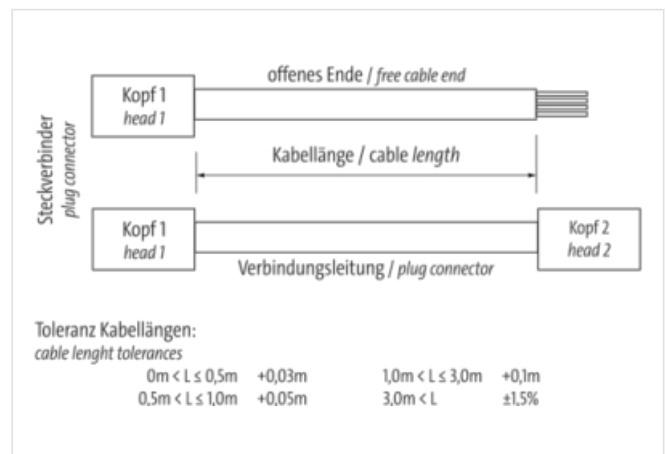 offenes Ende / free cable end
Kopf 1
head 1
Steckverbinder
plug connector
Kabellänge / cable length
Kopf 1
head 1
Kopf 2
head 2
Verbindungsleitung / plug connector
Toleranz Kabellängen:
cable lenght tolerances
0m < L ≤ 0,5m +0,03m 1,0m < L ≤ 3,0m +0,1m
0,5m < L ≤ 1,0m +0,05m 3,0m < L ±1,5%